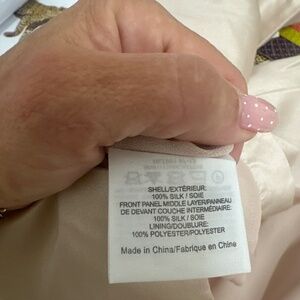 SHELL/EXTÉRIEUR:
100% SILK / SOIE
FRONT PANEL MIDDLE LAYER/PANNEAU
DE DEVANT COUCHE INTERMÉDIAIRE:
100% SILK / SOIE
LINING/DOUBLURE:
100% POLYESTER/POLYESTER
Made in China/Fabriqué en Chine